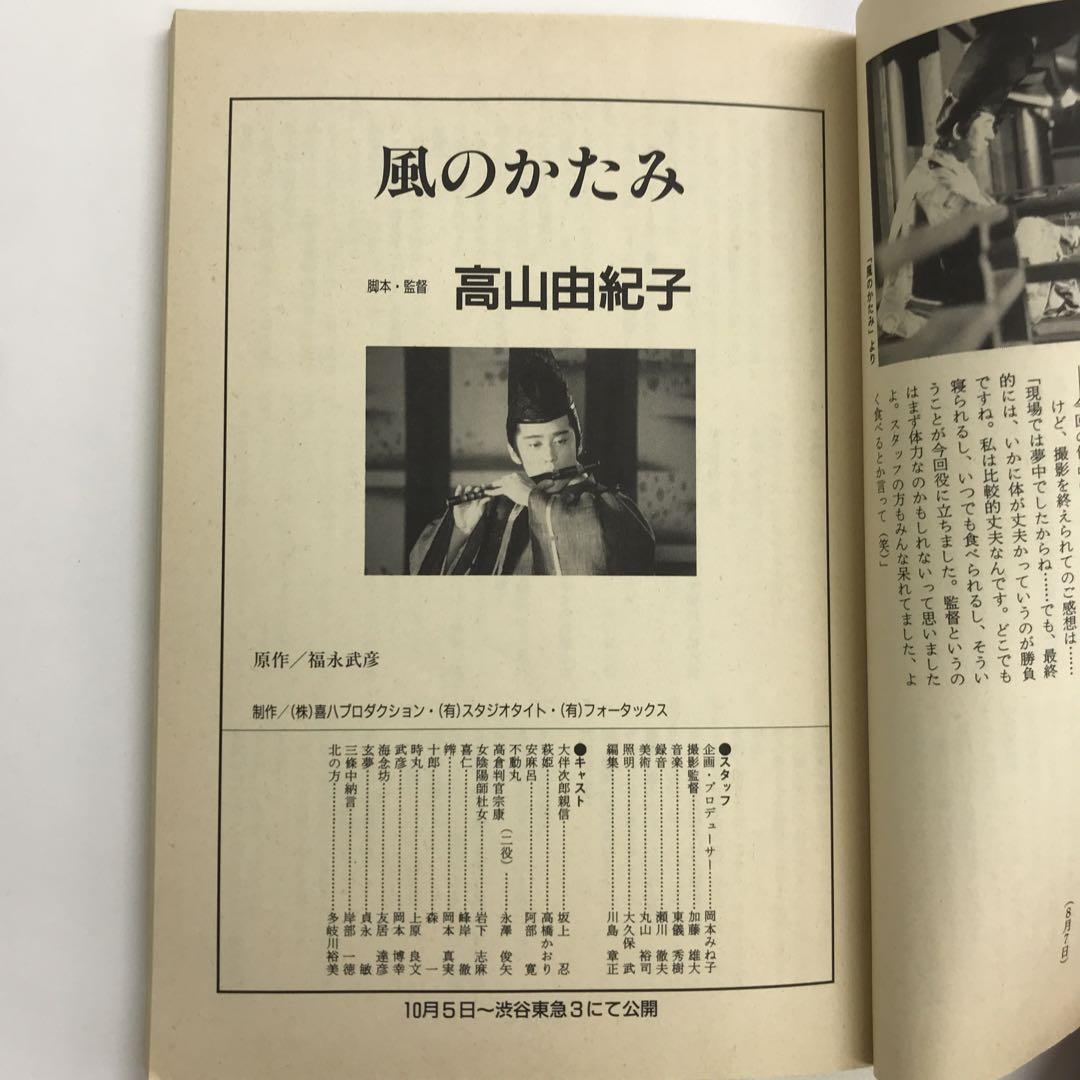 風のかたみ
脚本・監督 高山由紀子
原作／福永武彦
制作／(株)喜八プロダクション・(有)スタジオタイト・(有)フォータックス
●スタッフ
企画・プロデューサー……岡本みね子
撮影監督……加藤 雄大
音楽……東儀 秀樹
録音……瀬川 徹夫
美術……丸山 裕司
照明……大久保 武
編集……川島 章正
●キャスト
大伴次郎親信……坂上 忍
萩姫……高橋かおり
安麻呂……阿部 寛
不動丸
高倉判官宗康（二役）……永澤 俊矢
女陰陽師杜女……岩下 志麻
喜仁……峰岸 徹
……岡本 真実
十郎……森 一
時丸……上原 良文
武彦……岡本 博幸
海念坊……友居 達彦
玄夢……貞永 敏
三條中納言……岸部 一徳
北の方……多岐川裕美
10月5日～渋谷東急3にて公開
「風のかたみ」より
けど、撮影を終えられてのご感想は……
「現場では夢中でしたからね……でも、最終
的には、いかに体が丈夫かっていうのが勝負
ですね。私は比較的丈夫なんです。どこでも
寝られるし、いつでも食べられるし、そうい
うことが今回役に立ちました。監督というの
はまず体力なのかもしれないって思いました
よ。スタッフの方もみんな呆れてました、よ
く食べるとか言って（笑）」
（8月7日）